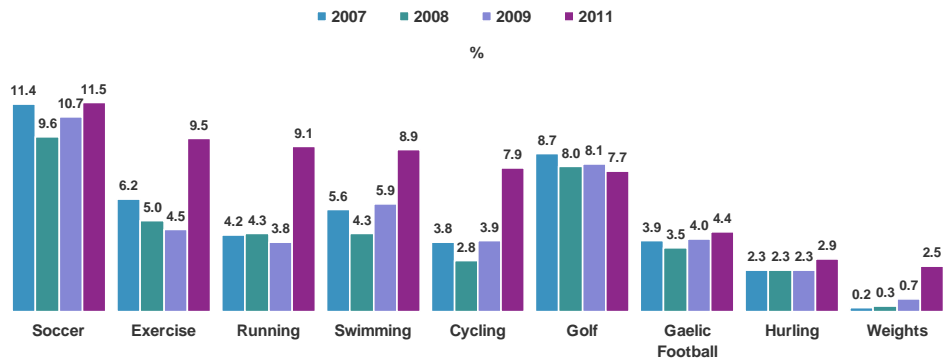 2007 2008 2009 2011
%
11.4 9.6 10.7 11.5
6.2 5.0 4.5 9.5
4.2 4.3 3.8 9.1
5.6 4.3 5.9 8.9
3.8 2.8 3.9 7.9
8.7 8.0 8.1 7.7
3.9 3.5 4.0 4.4
2.3 2.3 2.3 2.9
0.2 0.3 0.7 2.5
Soccer Exercise Running Swimming Cycling Golf Gaelic Hurling Weights
Football